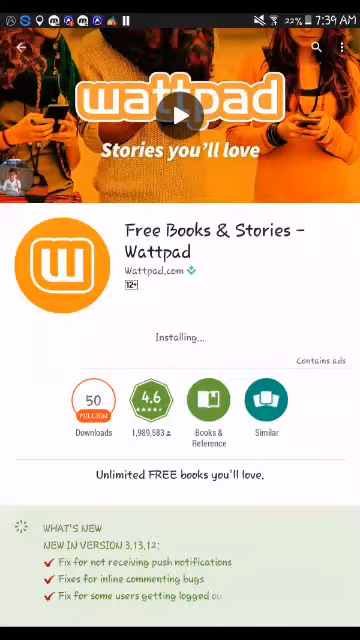 22% 7:39 AM
wattpad
Stories you'll love
Free Books & Stories -
Wattpad
Wattpad.com
12+
Installing...
Contains ads
50
MILLION
4.6
Downloads
1,989,583
Books &
Reference
Similar
Unlimited FREE books you'll love.
WHAT'S NEW
NEW IN VERSION 3.13.12:
Fix for not receiving push notifications
Fixes for inline commenting bugs
Fix for some users getting logged ou